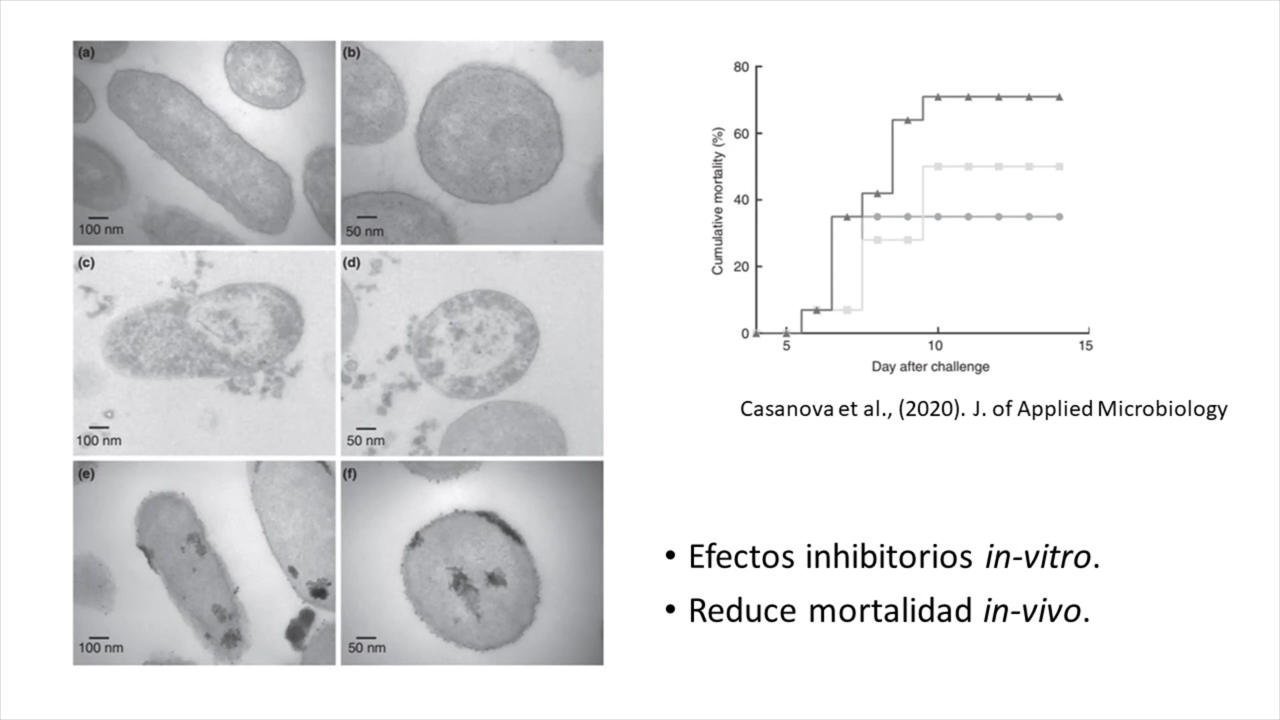 (a)
100 nm
(b)
50 nm
(c)
100 nm
(d)
50 nm
(e)
100 nm
(f)
50 nm
80
60
40
20
0
Cumulative mortality (%)
5
10
15
Day after challenge
Casanova et al., (2020). J. of Applied Microbiology
• Efectos inhibitorios in-vitro.
• Reduce mortalidad in-vivo.